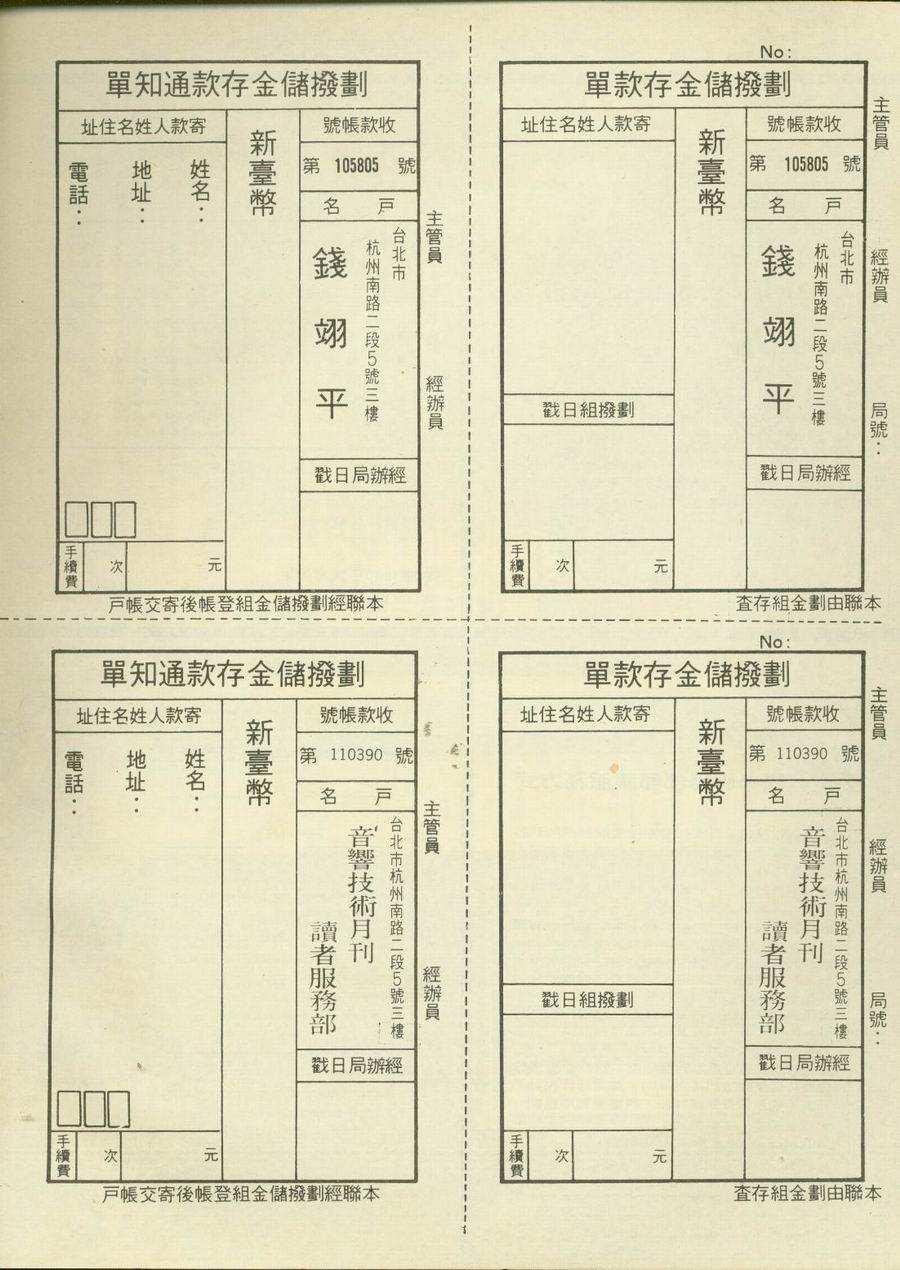 No:
劃撥儲金存款單
收款帳號
第 105805 號
戶名
台北市
杭州南路二段5號三樓
錢翊平
經辦局日戳
新臺幣
寄款人姓名住址
劃撥組日戳
手續費
次
元
主管員
經辦員
局號:
本聯由劃金組存查
劃撥儲金存款通知單
收款帳號
第 105805 號
戶名
台北市
杭州南路二段5號三樓
錢翊平
經辦局日戳
新臺幣
寄款人姓名住址
姓名:
地址:
電話:
手續費
次
元
主管員
經辦員
本聯經劃撥儲金組登帳後寄交帳戶
No:
劃撥儲金存款單
收款帳號
第 110390 號
戶名
台北市杭州南路二段5號三樓
音響技術月刊
讀者服務部
經辦局日戳
新臺幣
寄款人姓名住址
劃撥組日戳
手續費
次
元
主管員
經辦員
局號:
本聯由劃金組存查
劃撥儲金存款通知單
收款帳號
第 110390 號
戶名
台北市杭州南路二段5號三樓
音響技術月刊
讀者服務部
經辦局日戳
新臺幣
寄款人姓名住址
姓名:
地址:
電話:
手續費
次
元
主管員
經辦員
本聯經劃撥儲金組登帳後寄交帳戶